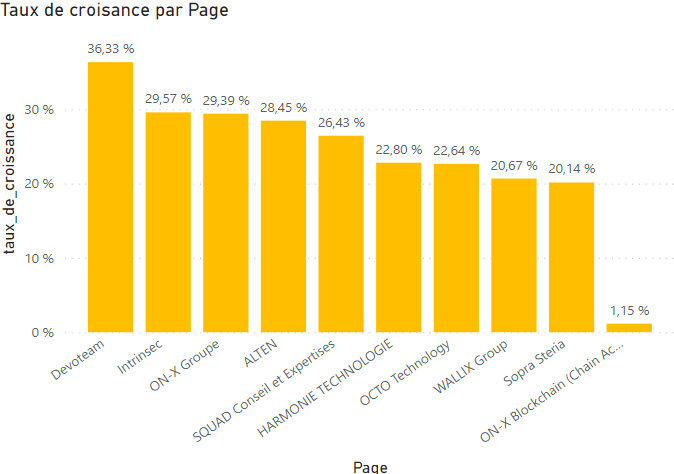 Taux de croisance par Page
taux_de_croissance
30 %
20 %
10 %
0 %
36,33 %
29,57 %
29,39 %
28,45 %
26,43 %
22,80 %
22,64 %
20,67 %
20,14 %
1,15 %
Devoteam
Intrinsec
ON-X Groupe
ALTEN
SQUAD Conseil et Expertises
HARMONIE TECHNOLOGIE
OCTO Technology
WALLIX Group
Sopra Steria
ON-X Blockchain (Chain Ac...
Page